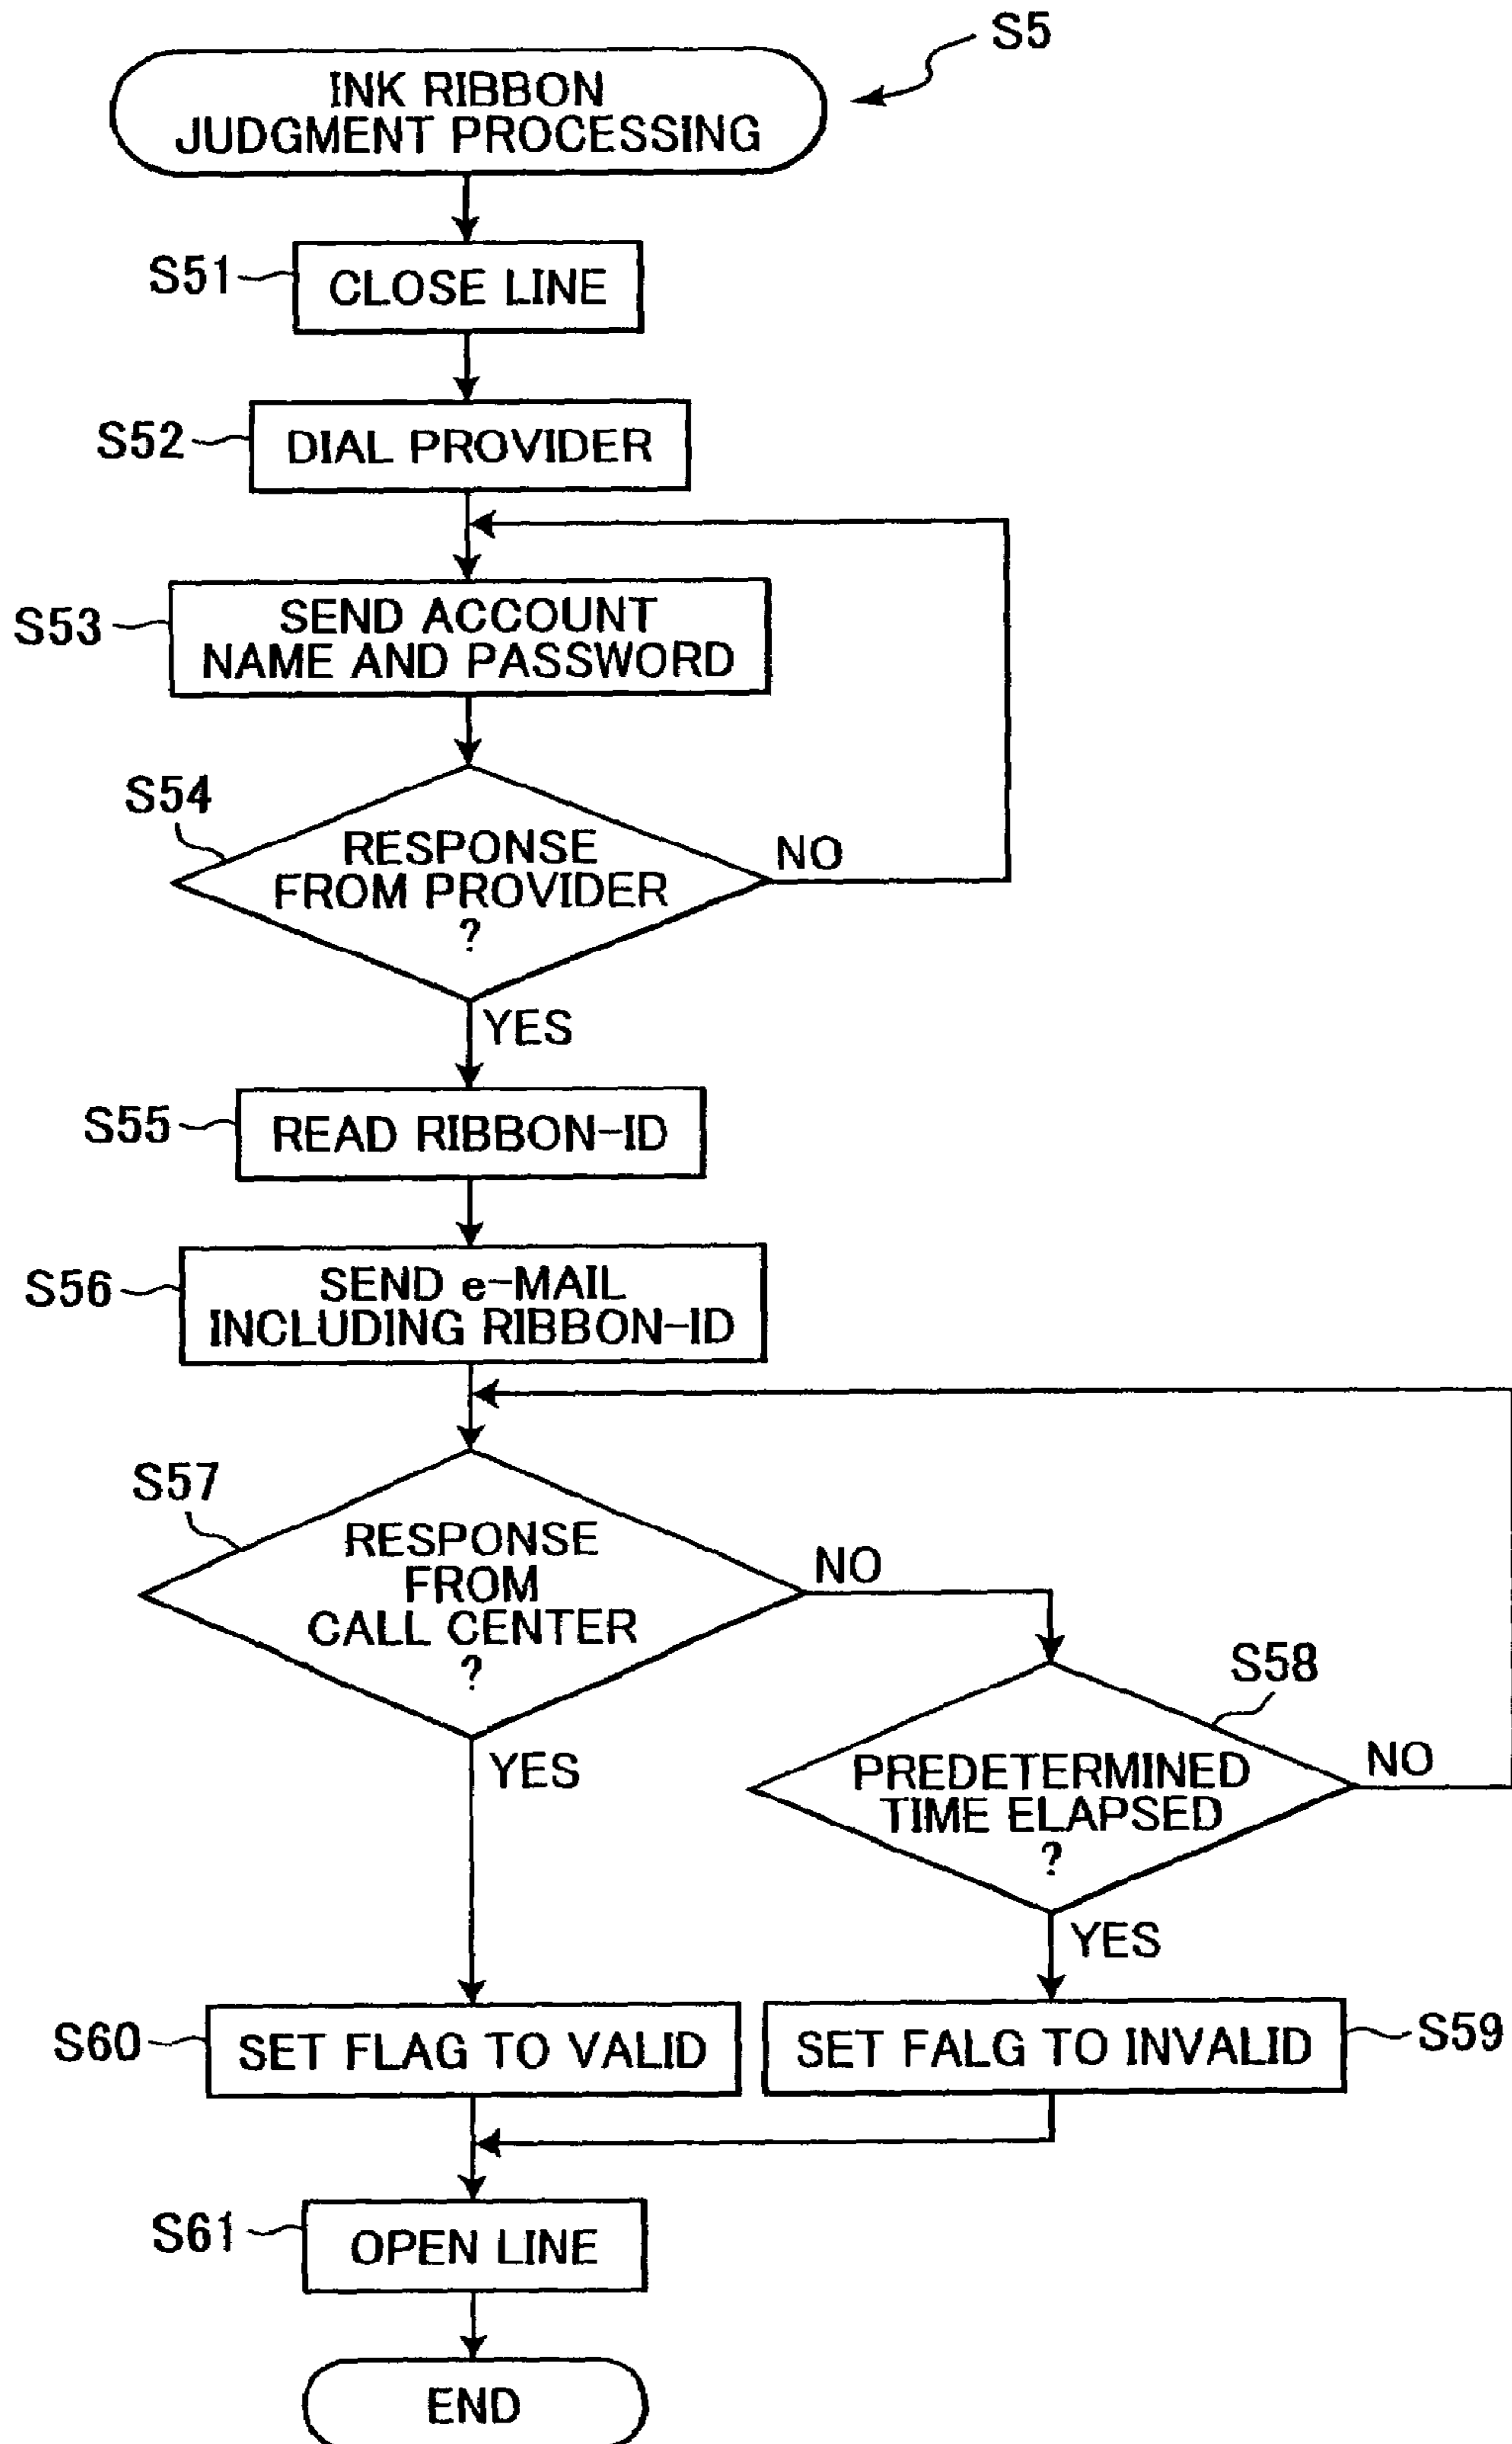 S5
INK RIBBON
JUDGMENT PROCESSING
S51
CLOSE LINE
S52
DIAL PROVIDER
S53
SEND ACCOUNT
NAME AND PASSWORD
S54
RESPONSE
FROM PROVIDER
?
NO
YES
S55
READ RIBBON-ID
S56
SEND e-MAIL
INCLUDING RIBBON-ID
S57
RESPONSE
FROM
CALL CENTER
?
NO
YES
S58
PREDETERMINED
TIME ELAPSED
?
NO
YES
S60
SET FLAG TO VALID
SET FALG TO INVALID
S59
S61
OPEN LINE
END